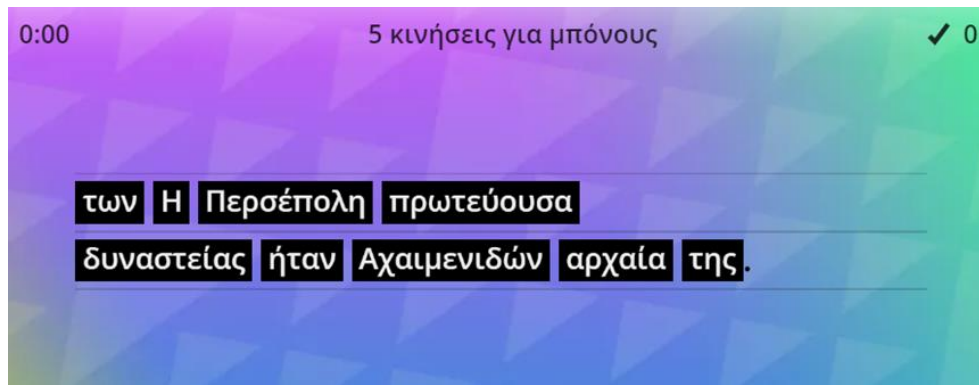 0:00 5 κινήσεις για μπόνους ✓ 0
των Η Περσέπολη πρωτεύουσα
δυναστείας ήταν Αχαιμενιδών αρχαία της.